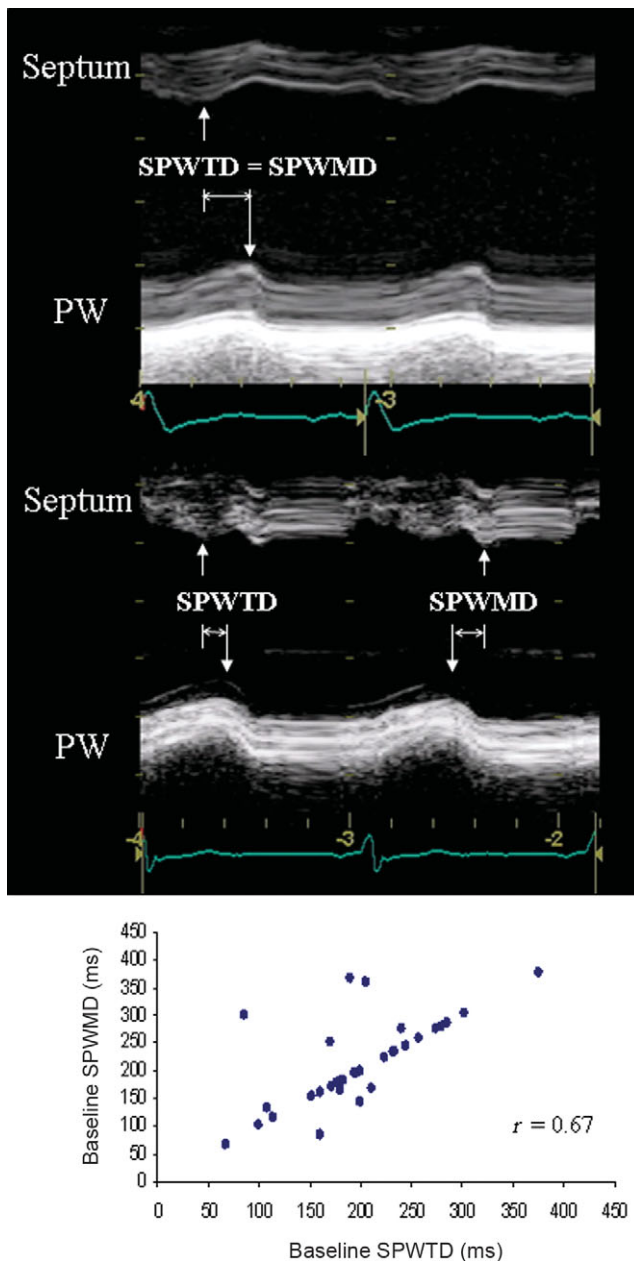 Septum
SPWTD = SPWMD
PW
4
-3
Septum
SPWTD
SPWMD
PW
-4
-3
-2
Baseline SPWMD (ms)
450
400
350
300
250
200
150
100
50
0
r = 0.67
0 50 100 150 200 250 300 350 400 450
Baseline SPWTD (ms)